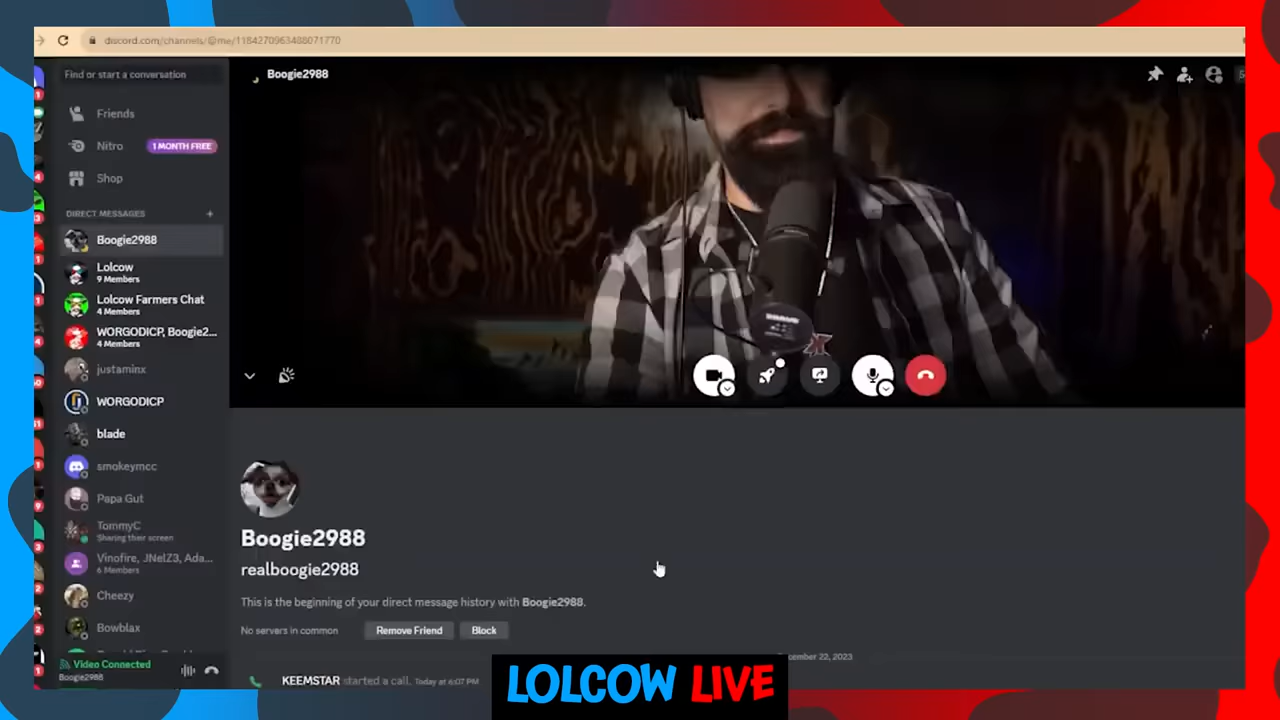 discord.com/channels/@me/1184270963488071770
Find or start a conversation
Boogie2988
Friends
Nitro
1 MONTH FREE
Shop
DIRECT MESSAGES +
Boogie2988
Lolcow
9 Members
Lolcow Farmers Chat
4 Members
WORGODICP, Boogie2...
4 Members
justaminx
WORGODICP
blade
smokeymcc
Papa Gut
TommyC
Sharing their screen
Vinofire, JNelZ3, Ada...
6 Members
Cheezy
Bowblax
Video Connected
Boogie2988
Boogie2988
realboogie2988
This is the beginning of your direct message history with Boogie2988.
No servers in common
Remove Friend
Block
December 22, 2023
KEEMSTAR started a call. Today at 6:07 PM
LOLCOW LIVE